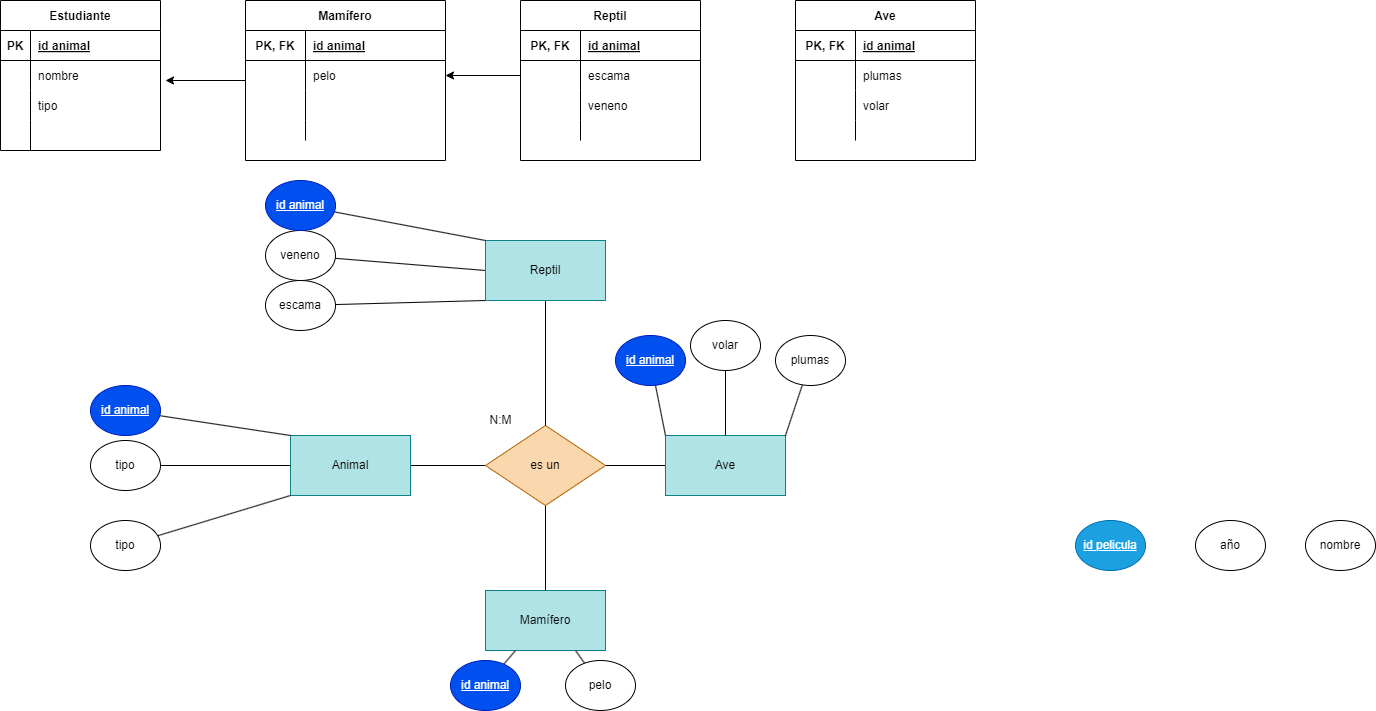 Estudiante
PK id animal
nombre
tipo
Mamífero
PK, FK id animal
pelo
Reptil
PK, FK id animal
escama
veneno
Ave
PK, FK id animal
plumas
volar
id animal
veneno
escama
Reptil
id animal
volar
plumas
id animal
tipo
tipo
Animal
N:M
es un
Ave
id pelicula
año
nombre
Mamífero
id animal
pelo